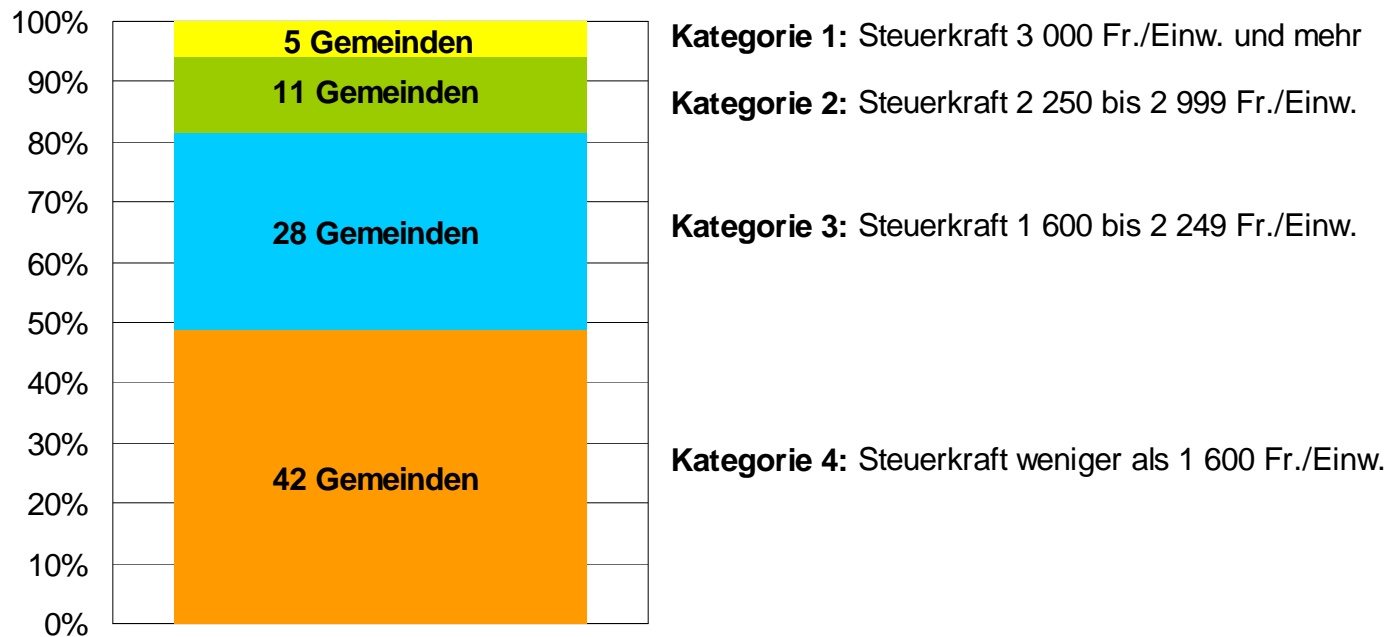 100%
5 Gemeinden
Kategorie 1: Steuerkraft 3 000 Fr./Einw. und mehr
90%
11 Gemeinden
Kategorie 2: Steuerkraft 2 250 bis 2 999 Fr./Einw.
80%
70%
28 Gemeinden
Kategorie 3: Steuerkraft 1 600 bis 2 249 Fr./Einw.
60%
50%
40%
30%
42 Gemeinden
Kategorie 4: Steuerkraft weniger als 1 600 Fr./Einw.
20%
10%
0%